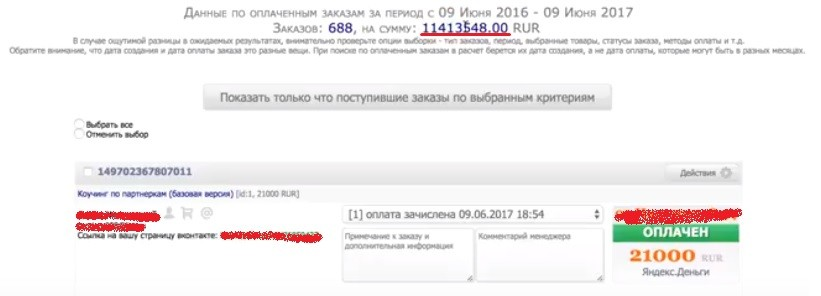 Данные по оплаченным заказам за период с 09 Июня 2016 - 09 Июня 2017
Заказов: 688, на сумму: 11413548.00 RUR
В случае ощутимой разницы в ожидаемых результатах, внимательно проверьте опции выборки - тип заказов, период, выбранные товары, статусы заказа, методы оплаты и т.д.
Обратите внимание, что дата создания и дата оплаты заказа это разные вещи. При поиске по оплаченным заказам в расчет берется их дата создания, а не дата оплаты, которые могут быть в разных месяцах.
Показать только что поступившие заказы по выбранным критериям
Выбрать все
Отменить выбор
149702367807011
Действия
Коучинг по партнеркам (базовая версия) [id:1, 21000 RUR]
[1] оплата зачислена 09.06.2017 18:54
Ссылка на вашу страницу вконтакте:
Примечание к заказу и
дополнительная информация
Комментарий менеджера
ОПЛАЧЕН
21000 RUR
Яндекс.Деньги